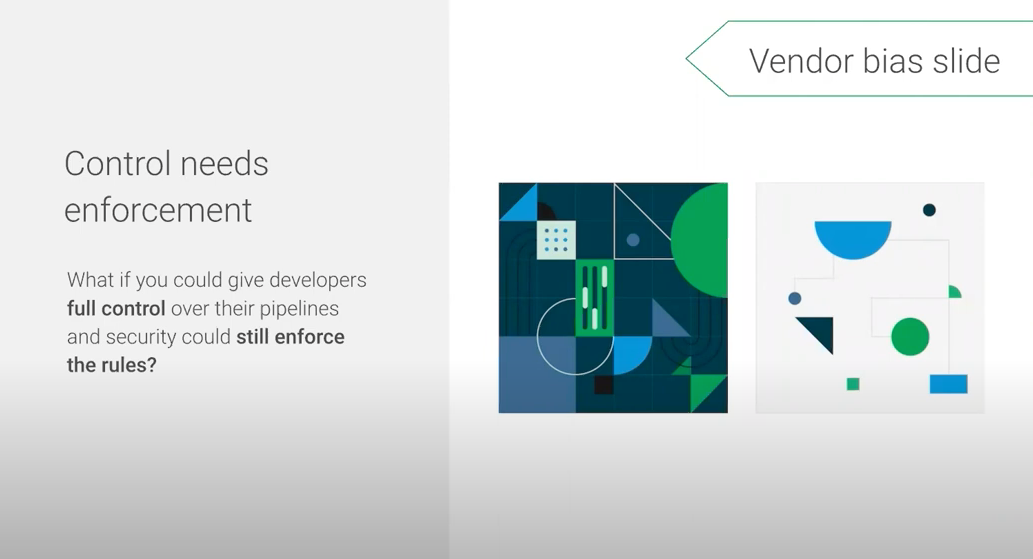 Vendor bias slide
Control needs
enforcement
What if you could give developers
full control over their pipelines
and security could still enforce
the rules?